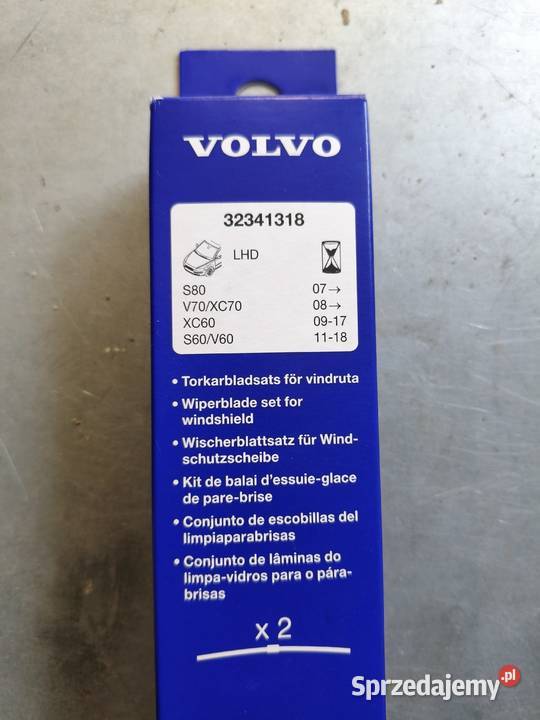 VOLVO
32341318
LHD
S80 07→
V70/XC70 08→
XC60 09-17
S60/V60 11-18
• Torkarbladsats för vindruta
• Wiperblade set for
windshield
• Wischerblattsatz für Wind-
schutzscheibe
• Kit de balai d'essuie-glace
de pare-brise
• Conjunto de escobillas del
limpiaparabrisas
• Conjunto de lâminas do
limpa-vidros para o pára-
brisas
x 2
Sprzedajemy.pl